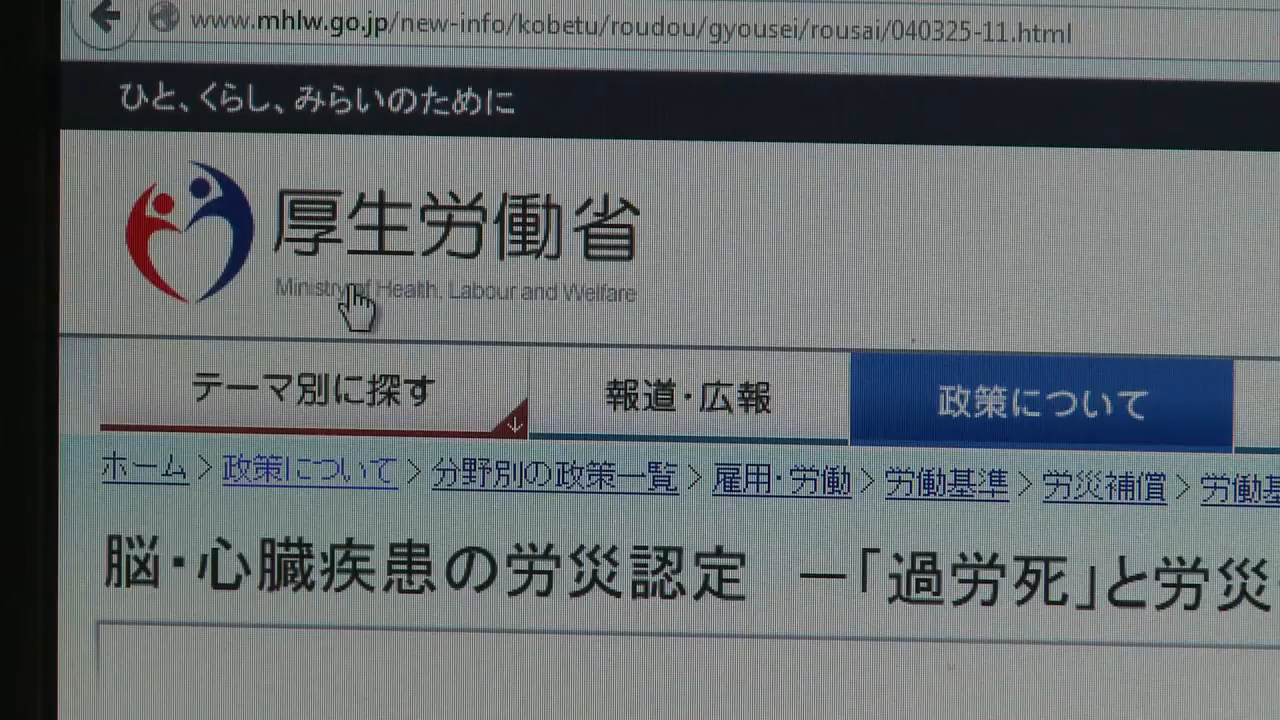 www.mhlw.go.jp/new-info/kobetu/roudou/gyousei/rousai/040325-11.html
ひと、くらし、みらいのために
厚生労働省
Ministry of Health, Labour and Welfare
テーマ別に探す 報道・広報 政策について
ホーム > 政策について > 分野別の政策一覧 > 雇用・労働 > 労働基準 > 労災補償 > 労働基
脳・心臓疾患の労災認定 ー「過労死」と労災